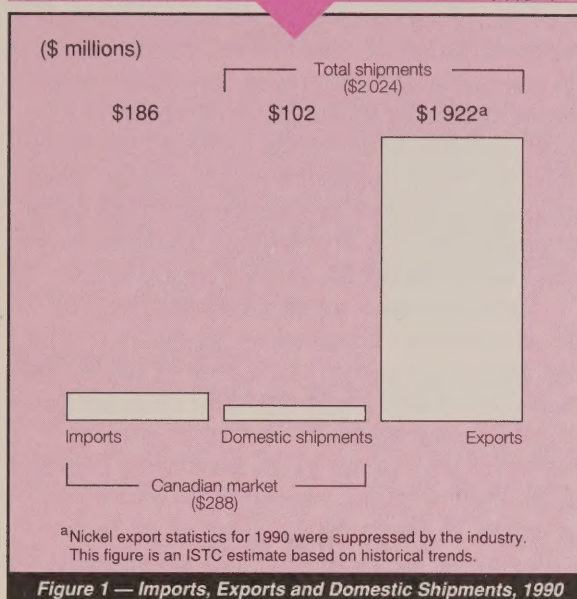 ($ millions)
Total shipments
($2 024)
$186 $102 $1 922a
Imports Domestic shipments Exports
Canadian market
($288)
aNickel export statistics for 1990 were suppressed by the industry.
This figure is an ISTC estimate based on historical trends.
Figure 1 — Imports, Exports and Domestic Shipments, 1990